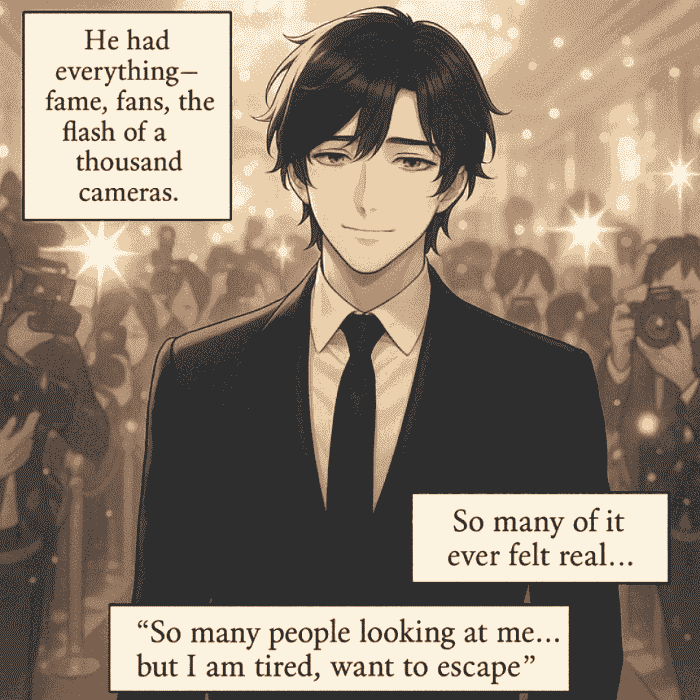 He had
everything—
fame, fans, the
flash of a
thousand
cameras.
So many of it
ever felt real...
“So many people looking at me...
but I am tired, want to escape”